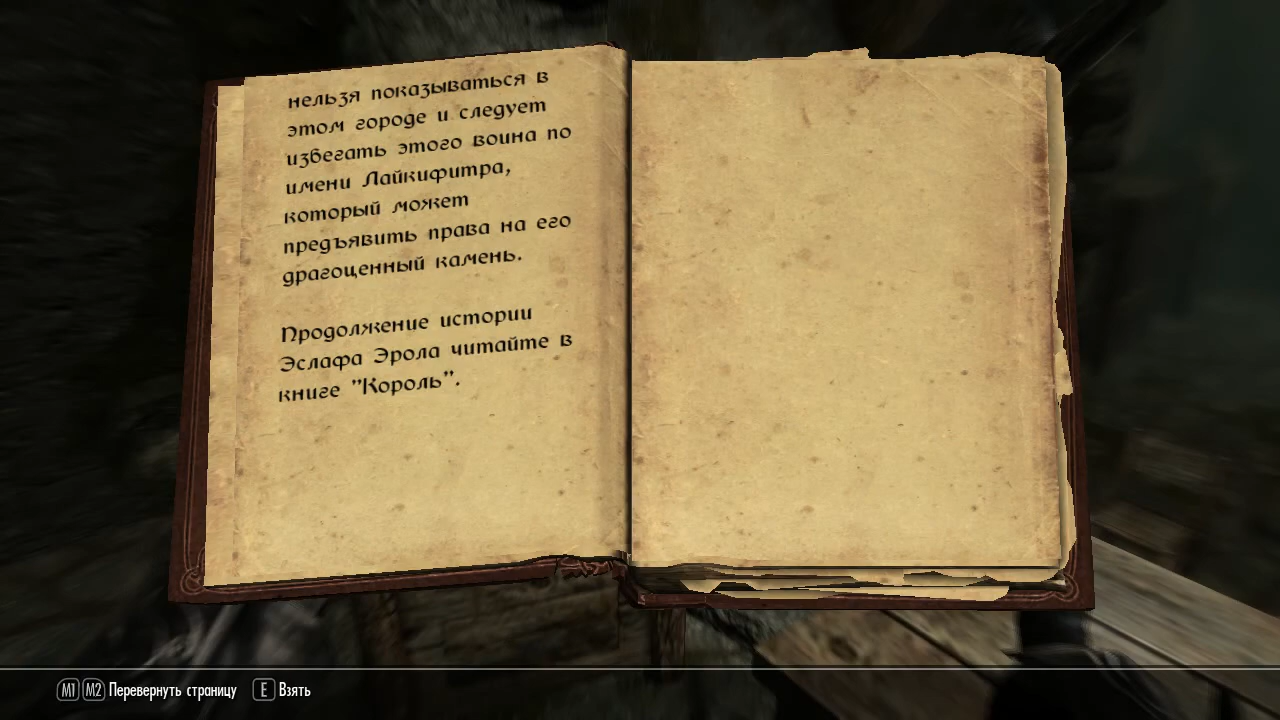 нельзя показываться в
этом городе и следует
избегать этого воина по
имени Лайкифитра,
который может
предъявить права на его
драгоценный камень.
Продолжение истории
Эслафа Эрола читайте в
книге "Король".
M1 M2 Перевернуть страницу E Взять